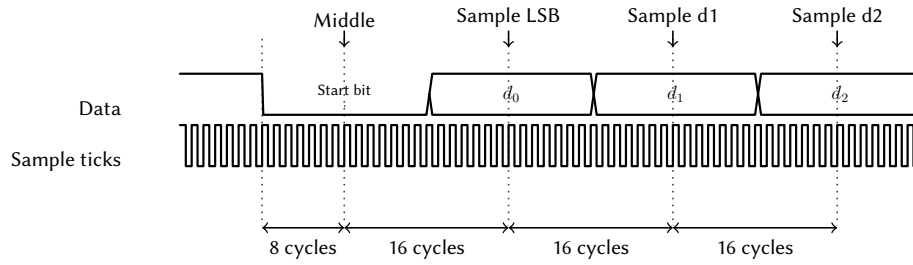 Middle
Sample LSB
Sample d1
Sample d2
Data
Start bit
d₀
d₁
d₂
Sample ticks
8 cycles
16 cycles
16 cycles
16 cycles